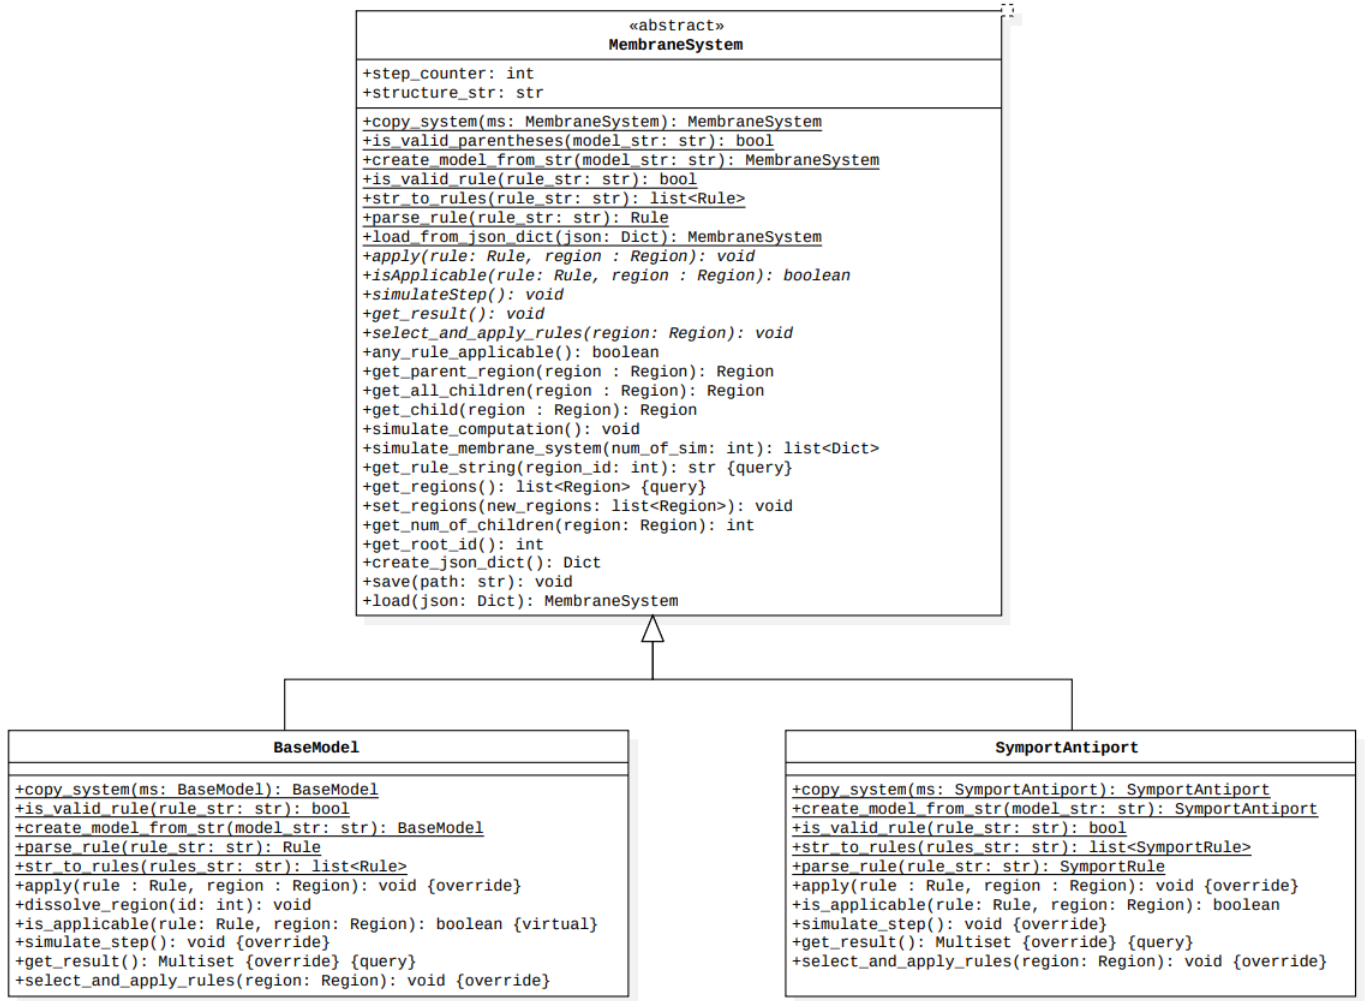 «abstract»
MembraneSystem
+step_counter: int
+structure_str: str
+copy_system(ms: MembraneSystem): MembraneSystem
+is_valid_parentheses(model_str: str): bool
+create_model_from_str(model_str: str): MembraneSystem
+is_valid_rule(rule_str: str): bool
+str_to_rules(rule_str: str): list<Rule>
+parse_rule(rule_str: str): Rule
+load_from_json_dict(json: Dict): MembraneSystem
+apply(rule: Rule, region : Region): void
+isApplicable(rule: Rule, region : Region): boolean
+simulateStep(): void
+get_result(): void
+select_and_apply_rules(region: Region): void
+any_rule_applicable(): boolean
+get_parent_region(region : Region): Region
+get_all_children(region : Region): Region
+get_child(region : Region): Region
+simulate_computation(): void
+simulate_membrane_system(num_of_sim: int): list<Dict>
+get_rule_string(region_id: int): str {query}
+get_regions(): list<Region> {query}
+set_regions(new_regions: list<Region>): void
+get_num_of_children(region: Region): int
+get_root_id(): int
+create_json_dict(): Dict
+save(path: str): void
+load(json: Dict): MembraneSystem
BaseModel
+copy_system(ms: BaseModel): BaseModel
+is_valid_rule(rule_str: str): bool
+create_model_from_str(model_str: str): BaseModel
+parse_rule(rule_str: str): Rule
+str_to_rules(rules_str: str): list<Rule>
+apply(rule : Rule, region : Region): void {override}
+dissolve_region(id: int): void
+is_applicable(rule: Rule, region: Region): boolean {virtual}
+simulate_step(): void {override}
+get_result(): Multiset {override} {query}
+select_and_apply_rules(region: Region): void {override}
SymportAntiport
+copy_system(ms: SymportAntiport): SymportAntiport
+create_model_from_str(model_str: str): SymportAntiport
+is_valid_rule(rule_str: str): bool
+str_to_rules(rules_str: str): list<SymportRule>
+parse_rule(rule_str: str): SymportRule
+apply(rule : Rule, region : Region): void {override}
+is_applicable(rule: Rule, region: Region): boolean
+simulate_step(): void {override}
+get_result(): Multiset {override} {query}
+select_and_apply_rules(region: Region): void {override}